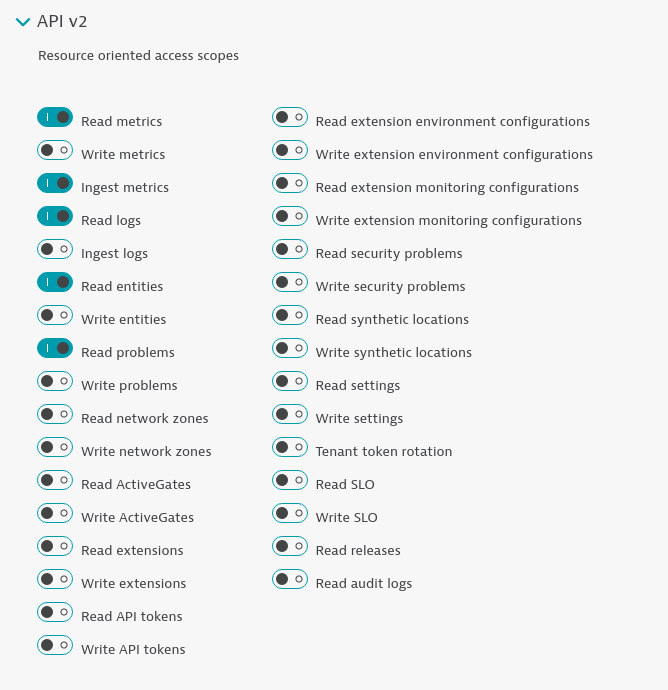 API v2
Resource oriented access scopes
Read metrics
Write metrics
Ingest metrics
Read logs
Ingest logs
Read entities
Write entities
Read problems
Write problems
Read network zones
Write network zones
Read ActiveGates
Write ActiveGates
Read extensions
Write extensions
Read API tokens
Write API tokens
Read extension environment configurations
Write extension environment configurations
Read extension monitoring configurations
Write extension monitoring configurations
Read security problems
Write security problems
Read synthetic locations
Write synthetic locations
Read settings
Write settings
Tenant token rotation
Read SLO
Write SLO
Read releases
Read audit logs